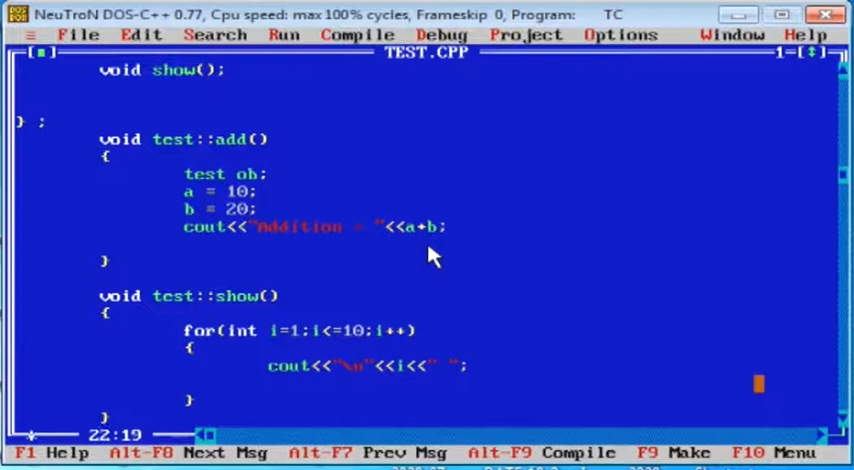 NeuTroN DOS-C++ 0.77, Cpu speed: max 100% cycles, Frameskip 0, Program: TC
≡ File Edit Search Run Compile Debug Project Options Window Help
[■] TEST.CPP 1=[↕]
void show();
} ;
void test::add()
{
test ob;
a = 10;
b = 20;
cout<<"Addition = "<<a+b;
}
void test::show()
{
for(int i=1;i<=10;i++)
{
cout<<"\n"<<i<<" ";
}
}
22:19
F1 Help Alt-F8 Next Msg Alt-F7 Prev Msg Alt-F9 Compile F9 Make F10 Menu